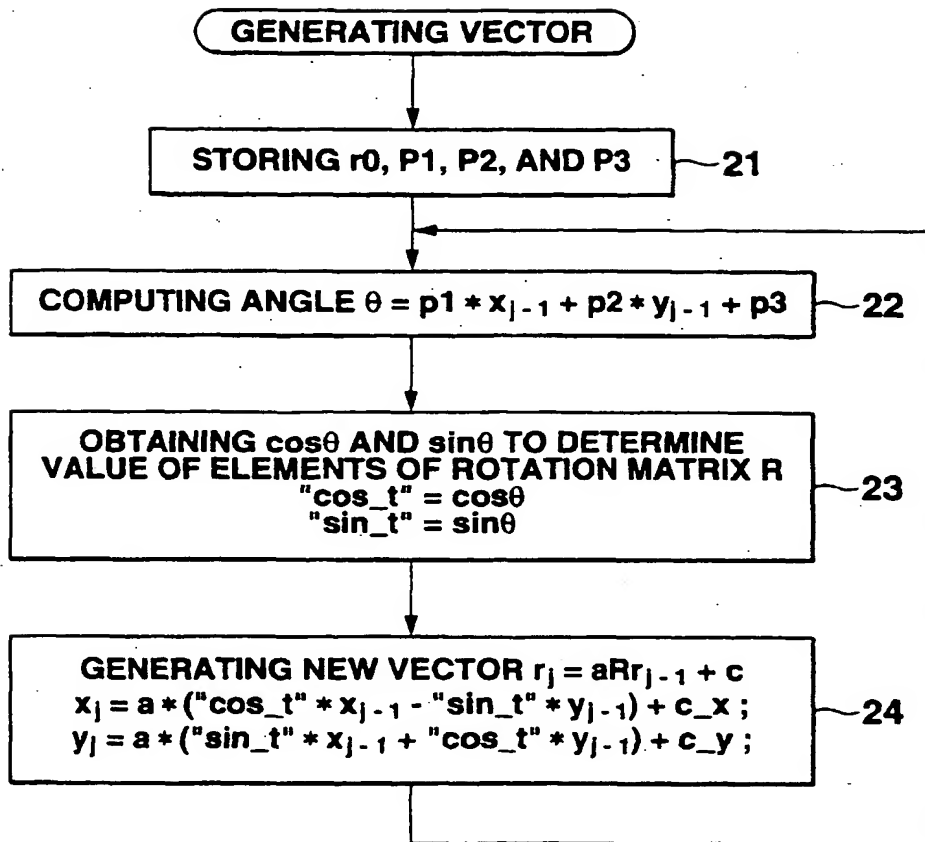 GENERATING VECTOR
STORING r0, P1, P2, AND P3
21
COMPUTING ANGLE θ = p1 * xj-1 + p2 * yj-1 + p3
22
OBTAINING cosθ AND sinθ TO DETERMINE
VALUE OF ELEMENTS OF ROTATION MATRIX R
"cos_t" = cosθ
"sin_t" = sinθ
23
GENERATING NEW VECTOR rj = aRrj-1 + c
xj = a * ("cos_t" * xj-1 - "sin_t" * yj-1) + c_x ;
yj = a * ("sin_t" * xj-1 + "cos_t" * yj-1) + c_y ;
24